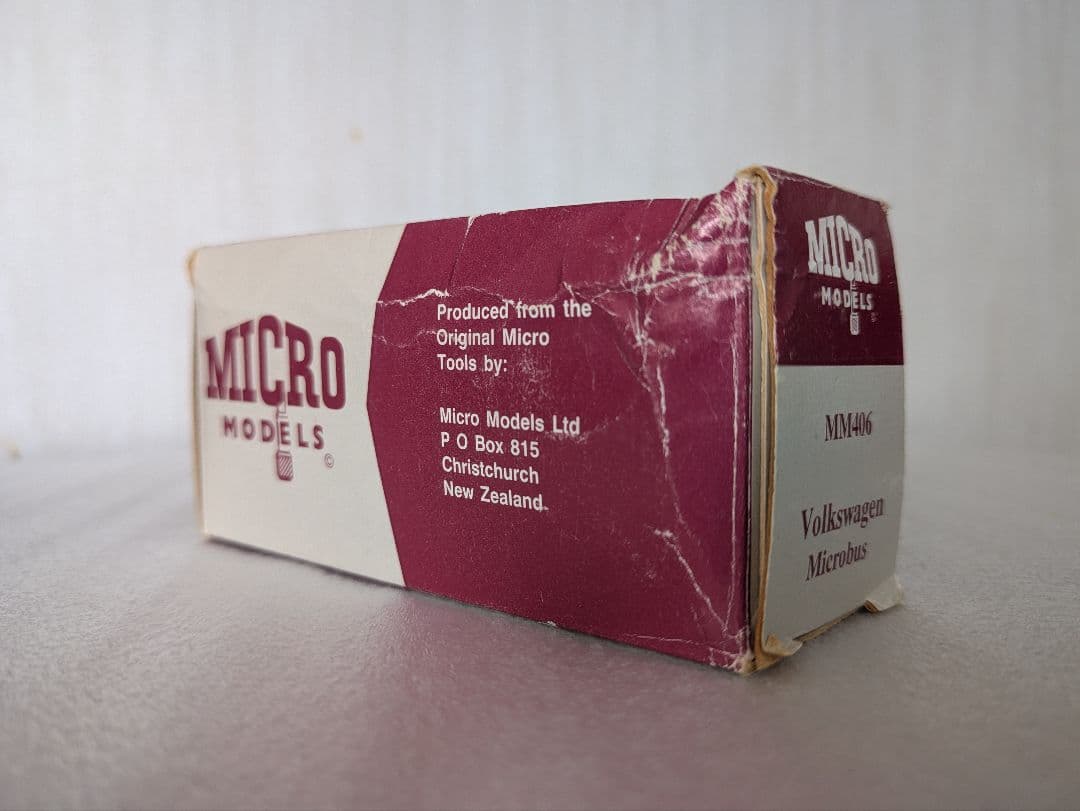 MICRO
MODELS
©
Produced from the
Original Micro
Tools by:
Micro Models Ltd
P O Box 815
Christchurch
New Zealand
MICRO
MODELS
MM406
Volkswagen
Microbus